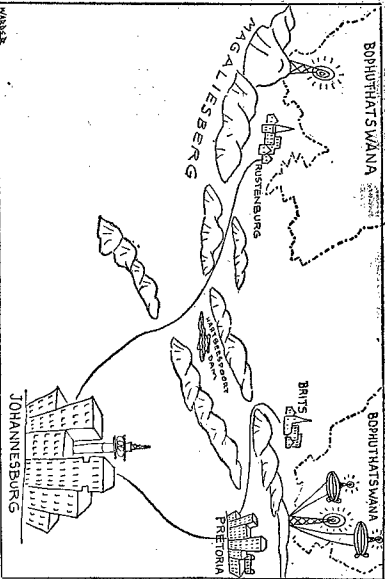 BOPHUTHATSWANA
MAGALIESBERG
RUSTENBURG
HARTBEESPOORT
DAM
BRITS
BOPHUTHATSWANA
PRETORIA
JOHANNESBURG